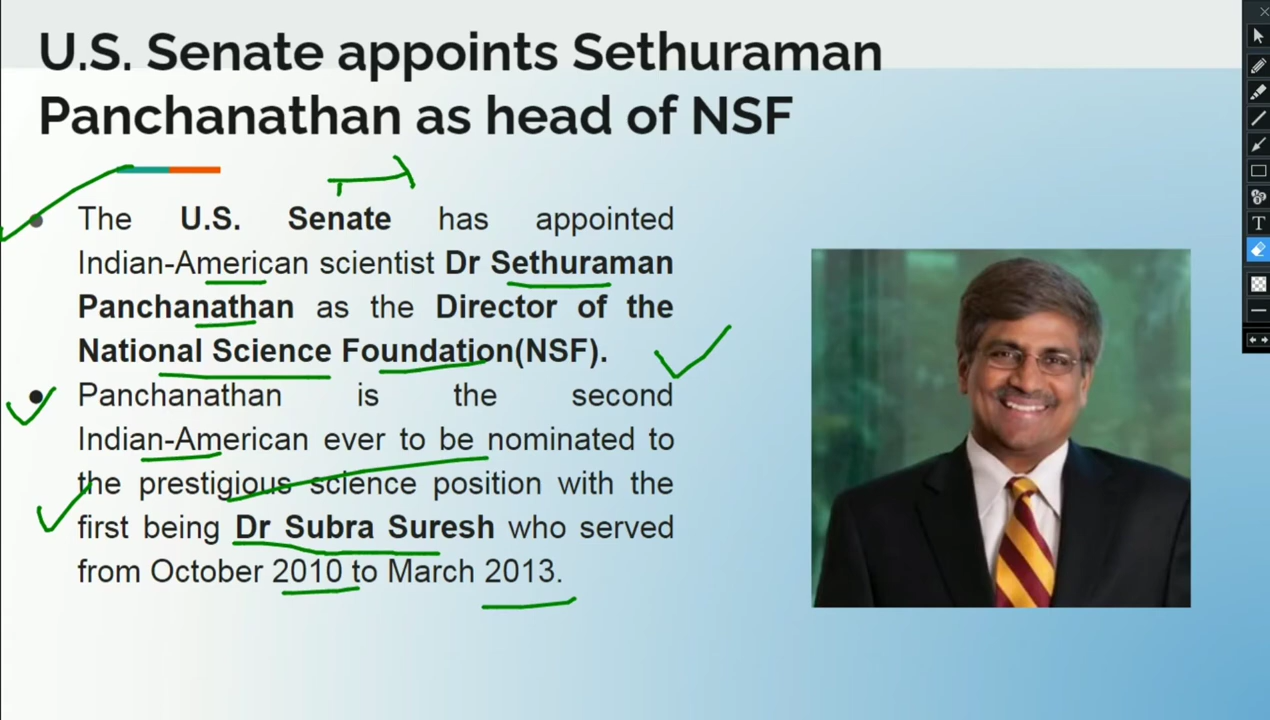 U.S. Senate appoints Sethuraman
Panchanathan as head of NSF
The U.S. Senate has appointed
Indian-American scientist Dr Sethuraman
Panchanathan as the Director of the
National Science Foundation(NSF).
Panchanathan is the second
Indian-American ever to be nominated to
the prestigious science position with the
first being Dr Subra Suresh who served
from October 2010 to March 2013.